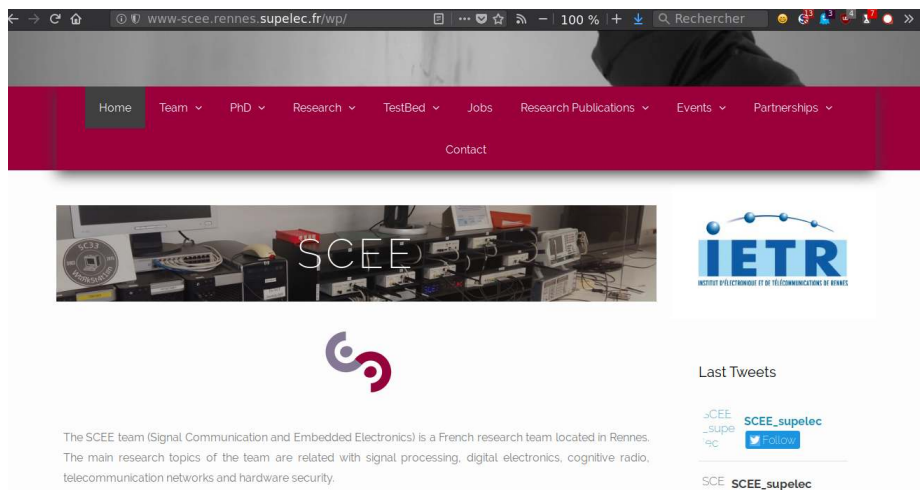 www-scee.rennes.supelec.fr/wp/
100 %
Rechercher
Home Team PhD Research TestBed Jobs Research Publications Events Partnerships
Contact
SCEE
IETR
INSTITUT D'ÉLECTRONIQUE ET DE TÉLÉCOMMUNICATIONS DE RENNES
Last Tweets
SCEE_supelec
Follow
The SCEE team (Signal Communication and Embedded Electronics) is a French research team located in Rennes.
The main research topics of the team are related with signal processing, digital electronics, cognitive radio,
telecommunication networks and hardware security.
SCEE SCEE_supelec